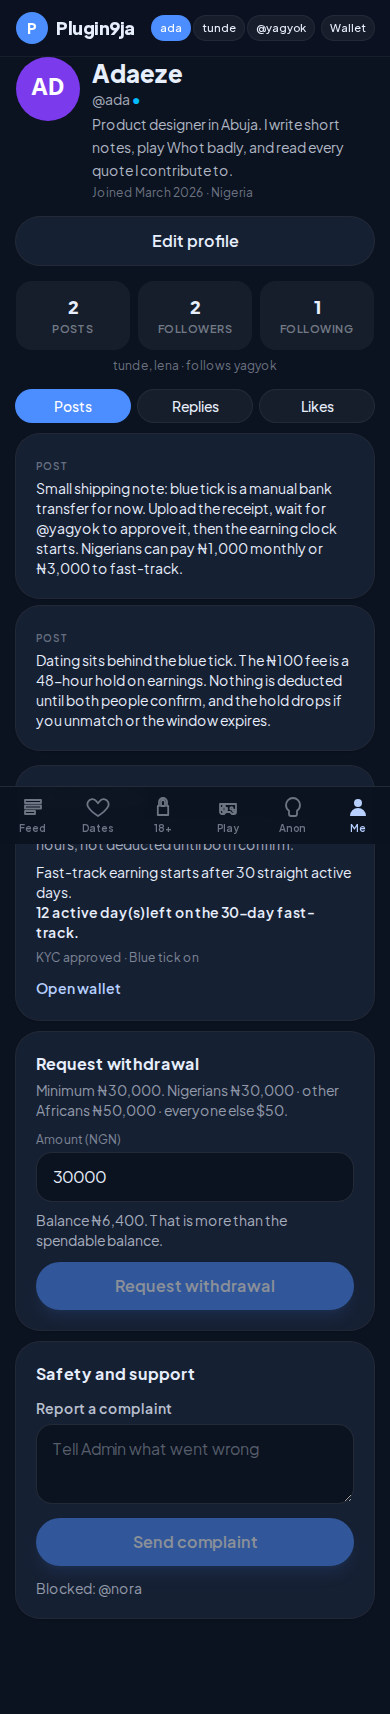 P Plugin9ja ada tunde @yagyok Wallet
AD
Adaeze
@ada
Product designer in Abuja. I write short
notes, play Whot badly, and read every
quote I contribute to.
Joined March 2026 · Nigeria
Edit profile
2 2 1
POSTS FOLLOWERS FOLLOWING
tunde, lena · follows yagyok
Posts Replies Likes
POST
Small shipping note: blue tick is a manual bank
transfer for now. Upload the receipt, wait for
@yagyok to approve it, then the earning clock
starts. Nigerians can pay ₦1,000 monthly or
₦3,000 to fast-track.
POST
Dating sits behind the blue tick. The ₦100 fee is a
48-hour hold on earnings. Nothing is deducted
until both people confirm, and the hold drops if
you unmatch or the window expires.
Feed Dates 18+ Play Anon Me
hours, not deducted until both confirm.
Fast-track earning starts after 30 straight active
days.
12 active day(s) left on the 30-day fast-
track.
KYC approved · Blue tick on
Open wallet
Request withdrawal
Minimum ₦30,000. Nigerians ₦30,000 · other
Africans ₦50,000 · everyone else $50.
Amount (NGN)
30000
Balance ₦6,400. That is more than the
spendable balance.
Request withdrawal
Safety and support
Report a complaint
Tell Admin what went wrong
Send complaint
Blocked: @nora